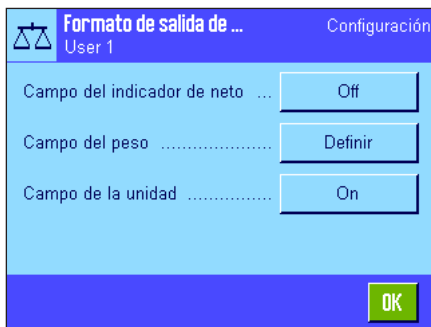 Formato de salida de ... Configuración
User 1
Campo del indicador de neto ... Off
Campo del peso ..................... Definir
Campo de la unidad ................ On
OK